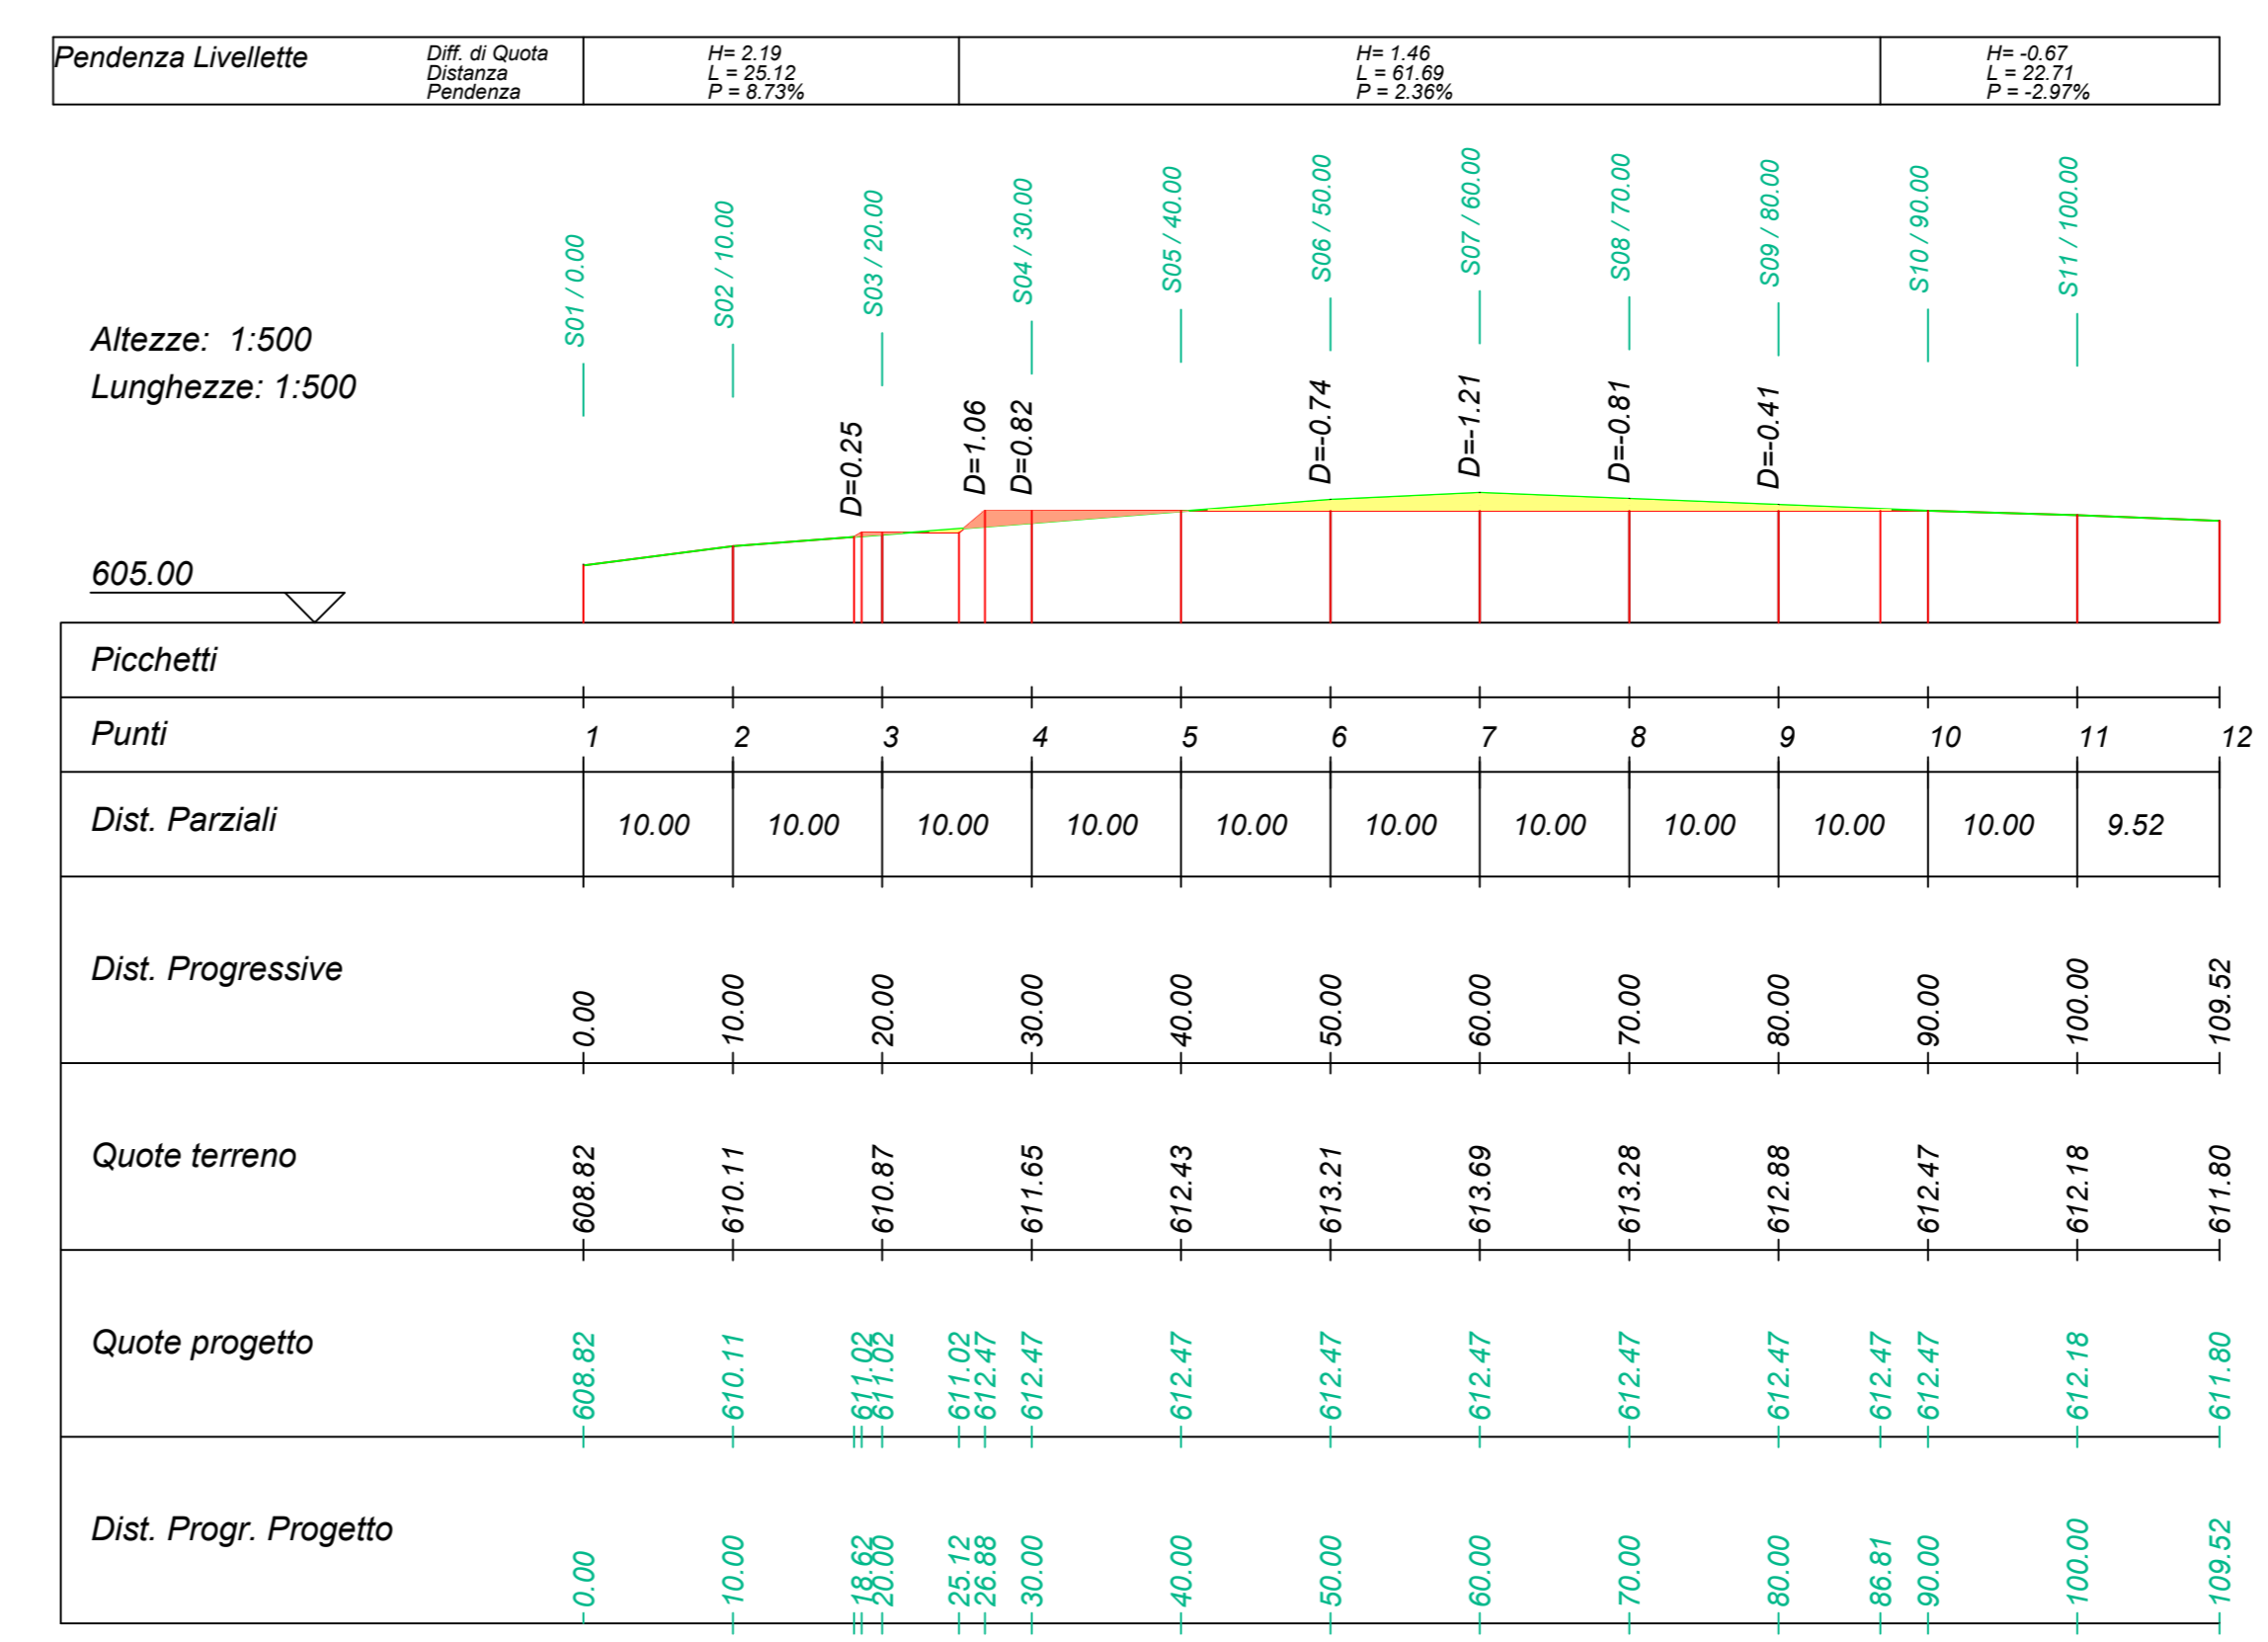 Pendenza Livellette
Diff. di Quota
Distanza
Pendenza
H= 2.19
L = 25.12
P = 8.73%
H= 1.46
L = 61.69
P = 2.36%
H= -0.67
L = 22.71
P = -2.97%
S01 / 0.00
S02 / 10.00
S03 / 20.00
S04 / 30.00
S05 / 40.00
S06 / 50.00
S07 / 60.00
S08 / 70.00
S09 / 80.00
S10 / 90.00
S11 / 100.00
Altezze: 1:500
Lunghezze: 1:500
D=0.25
D=1.06
D=0.82
D=-0.74
D=-1.21
D=-0.81
D=-0.41
605.00
Picchetti
Punti 1 2 3 4 5 6 7 8 9 10 11 12
Dist. Parziali 10.00 10.00 10.00 10.00 10.00 10.00 10.00 10.00 10.00 10.00 9.52
Dist. Progressive 0.00 10.00 20.00 30.00 40.00 50.00 60.00 70.00 80.00 90.00 100.00 109.52
Quote terreno 608.82 610.11 610.87 611.65 612.43 613.21 613.69 613.28 612.88 612.47 612.18 611.80
Quote progetto 608.82 610.11 611.02 611.02 611.02 612.47 612.47 612.47 612.47 612.47 612.47 612.47 612.47 612.47 612.18 611.80
Dist. Progr. Progetto 0.00 10.00 18.62 20.00 25.12 26.88 30.00 40.00 50.00 60.00 70.00 80.00 86.81 90.00 100.00 109.52